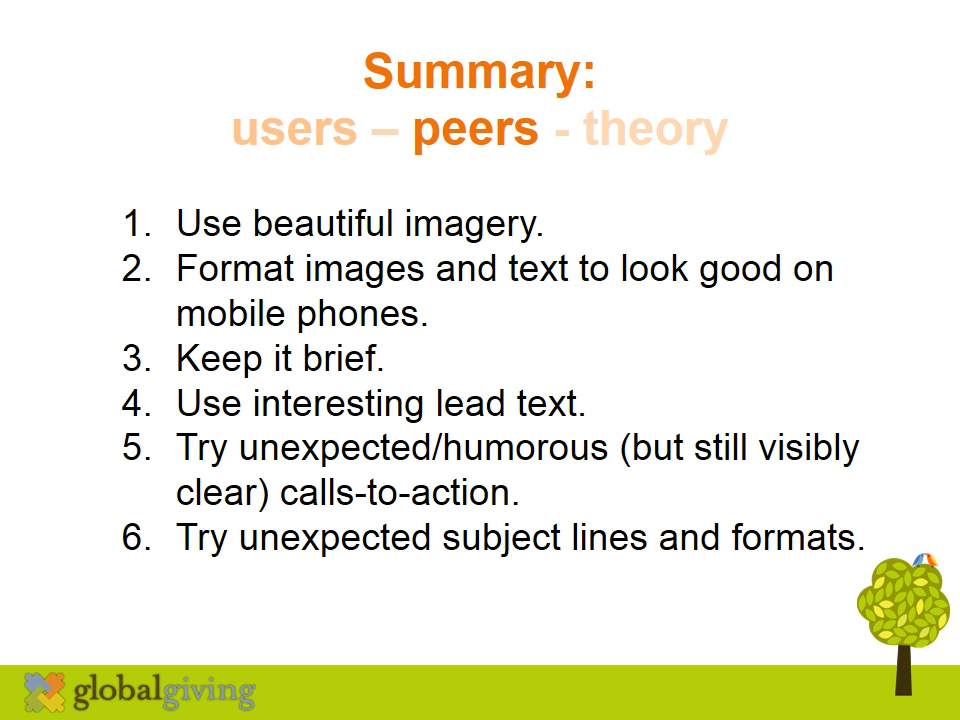 Summary:
users – peers - theory
1. Use beautiful imagery.
2. Format images and text to look good on
mobile phones.
3. Keep it brief.
4. Use interesting lead text.
5. Try unexpected/humorous (but still visibly
clear) calls-to-action.
6. Try unexpected subject lines and formats.
globalgiving